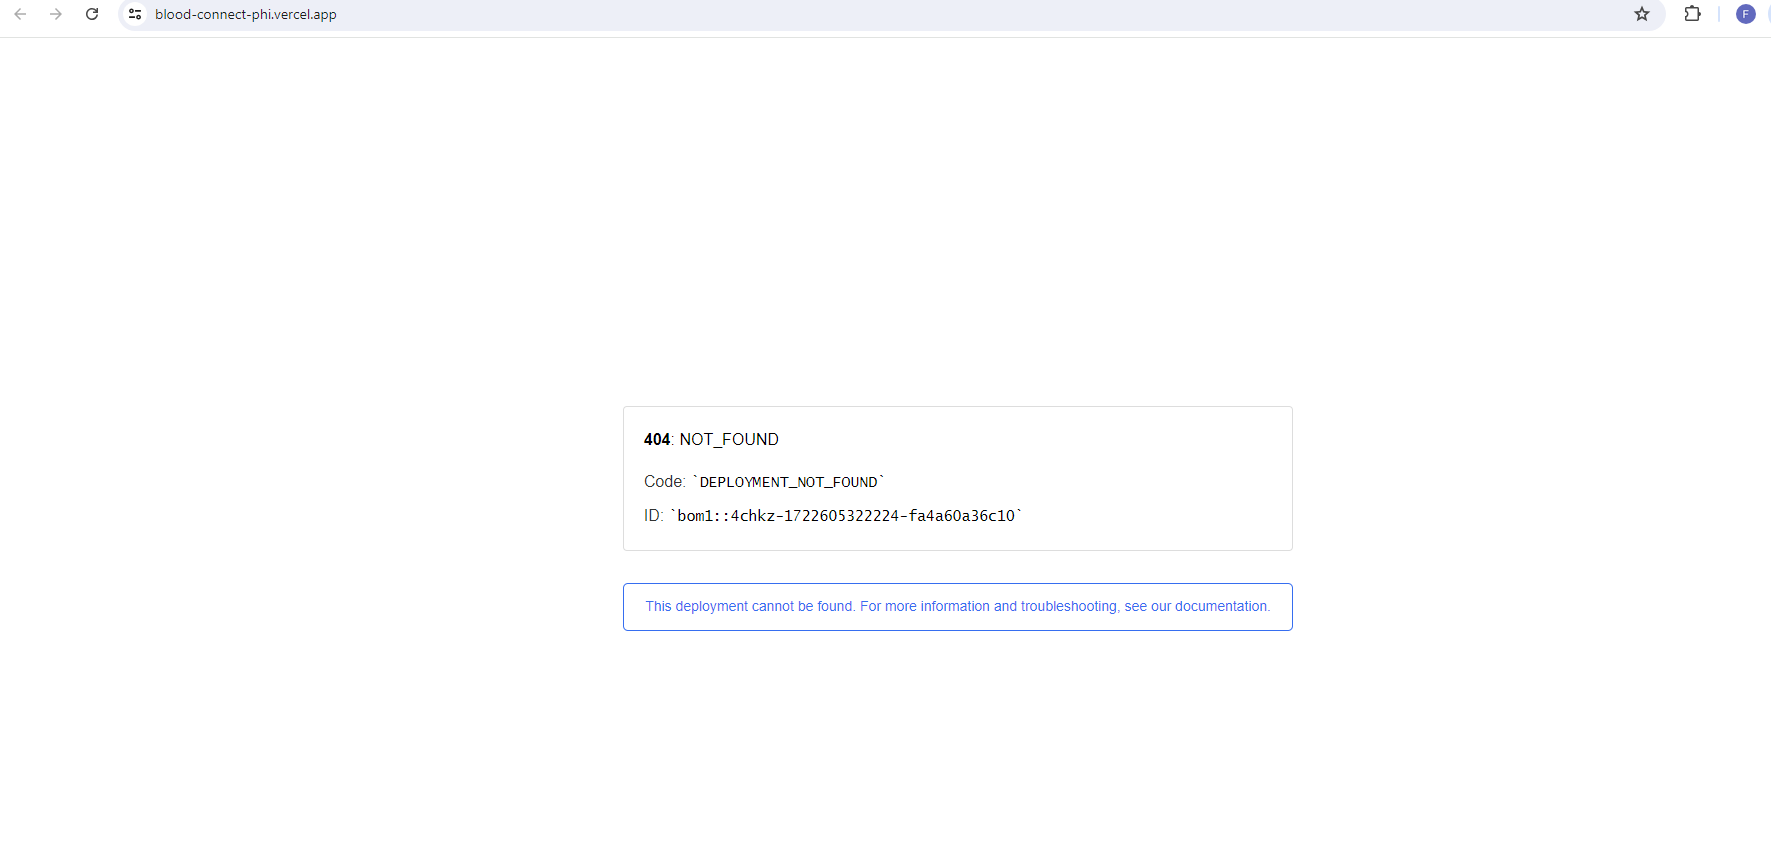 blood-connect-phi.vercel.app
F
404: NOT_FOUND
Code: `DEPLOYMENT_NOT_FOUND`
ID: `bom1::4chkz-1722605322224-fa4a60a36c10`
This deployment cannot be found. For more information and troubleshooting, see our documentation.